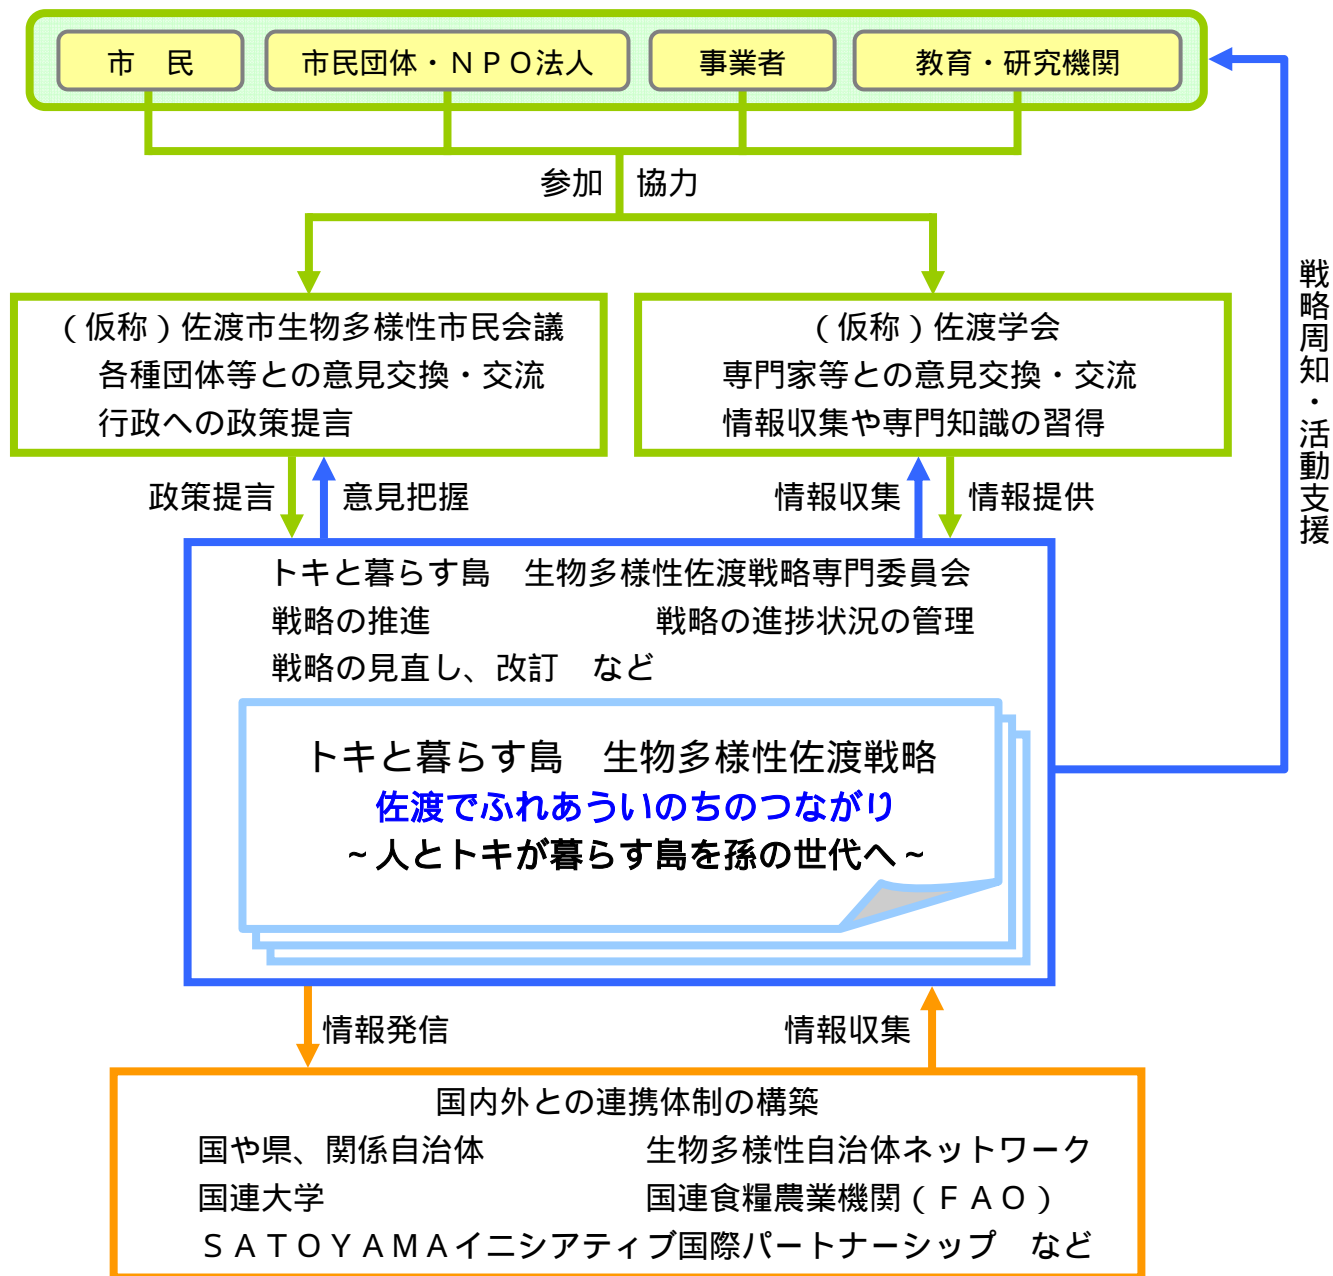 市　民
市民団体・ＮＰＯ法人
事業者
教育・研究機関
参加
協力
（仮称）佐渡市生物多様性市民会議
各種団体等との意見交換・交流
行政への政策提言
（仮称）佐渡学会
専門家等との意見交換・交流
情報収集や専門知識の習得
戦略周知・活動支援
政策提言
意見把握
情報収集
情報提供
トキと暮らす島　生物多様性佐渡戦略専門委員会
戦略の推進　　　　　　　戦略の進捗状況の管理
戦略の見直し、改訂　など
トキと暮らす島　生物多様性佐渡戦略
佐渡でふれあういのちのつながり
~人とトキが暮らす島を孫の世代へ~
情報発信
情報収集
国内外との連携体制の構築
国や県、関係自治体　　　　　生物多様性自治体ネットワーク
国連大学　　　　　　　　　　国連食糧農業機関（ＦＡＯ）
ＳＡＴＯＹＡＭＡイニシアティブ国際パートナーシップ　など